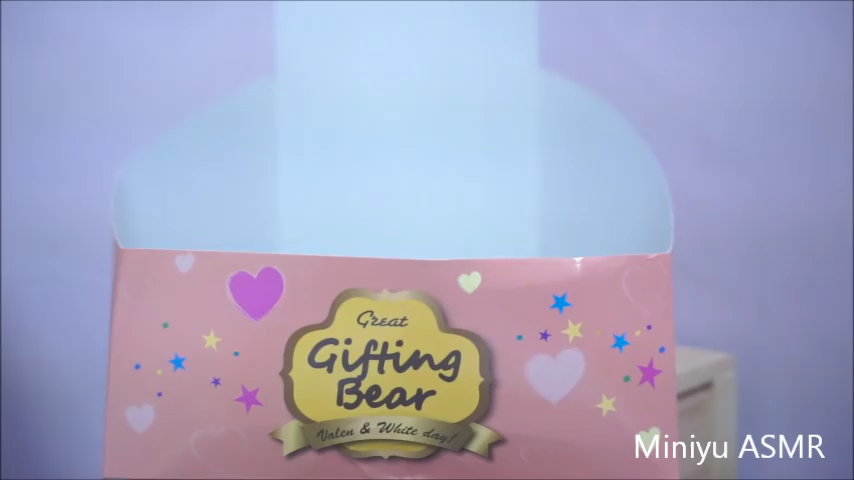 Great
Gifting
Bear
Valen & White day!
Miniyu ASMR